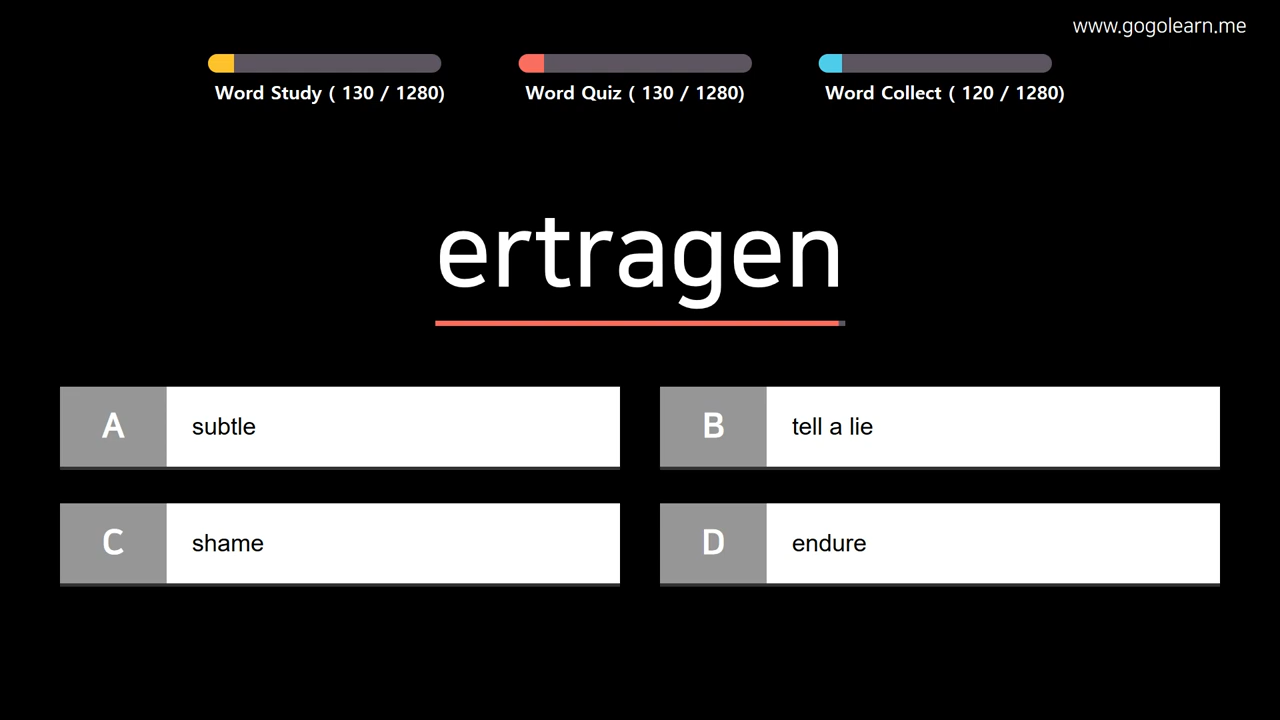 www.gogolearn.me
Word Study ( 130 / 1280)
Word Quiz ( 130 / 1280)
Word Collect ( 120 / 1280)
ertragen
A subtle
B tell a lie
C shame
D endure